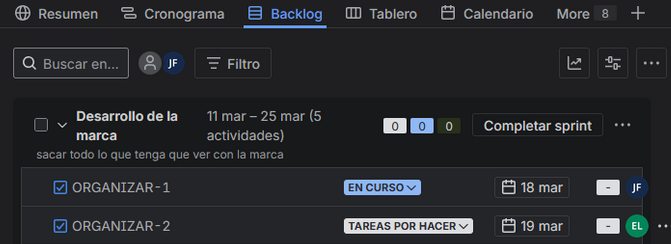 Resumen Cronograma Backlog Tablero Calendario More 8
Buscar en... JF Filtro
Desarrollo de la marca 11 mar – 25 mar (5 actividades) 0 0 0 Completar sprint
sacar todo lo que tenga que ver con la marca
ORGANIZAR-1 EN CURSO 18 mar - JF
ORGANIZAR-2 TAREAS POR HACER 19 mar - EL